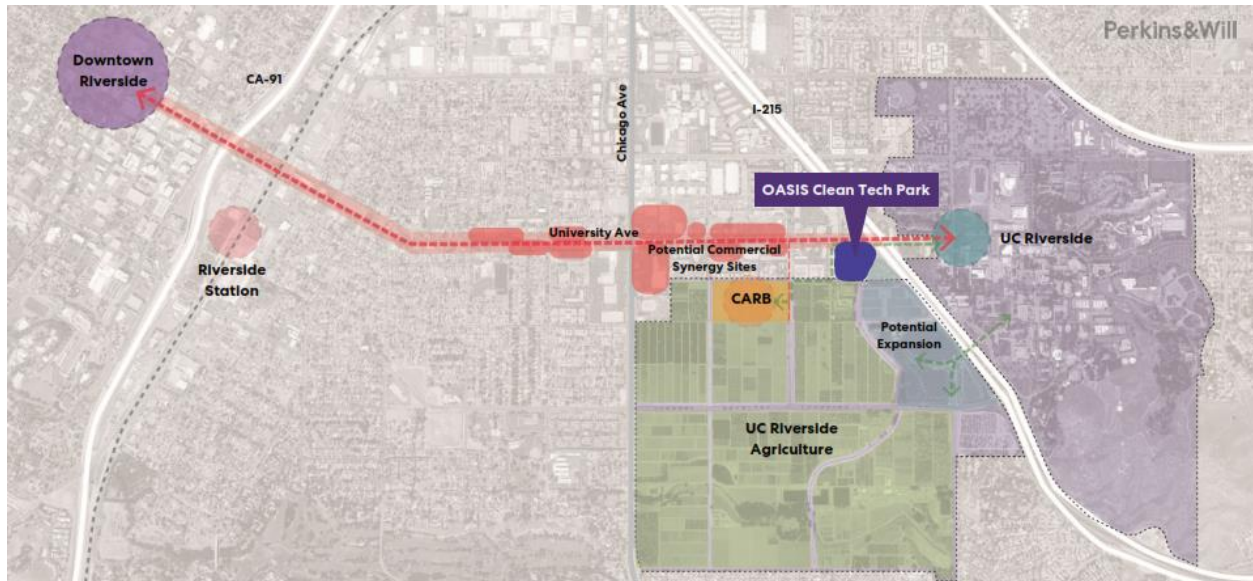 Perkins&Will
Downtown
Riverside
CA-91
Chicago Ave
I-215
OASIS Clean Tech Park
University Ave
UC Riverside
Potential Commercial
Synergy Sites
Riverside
Station
CARB
Potential
Expansion
UC Riverside
Agriculture